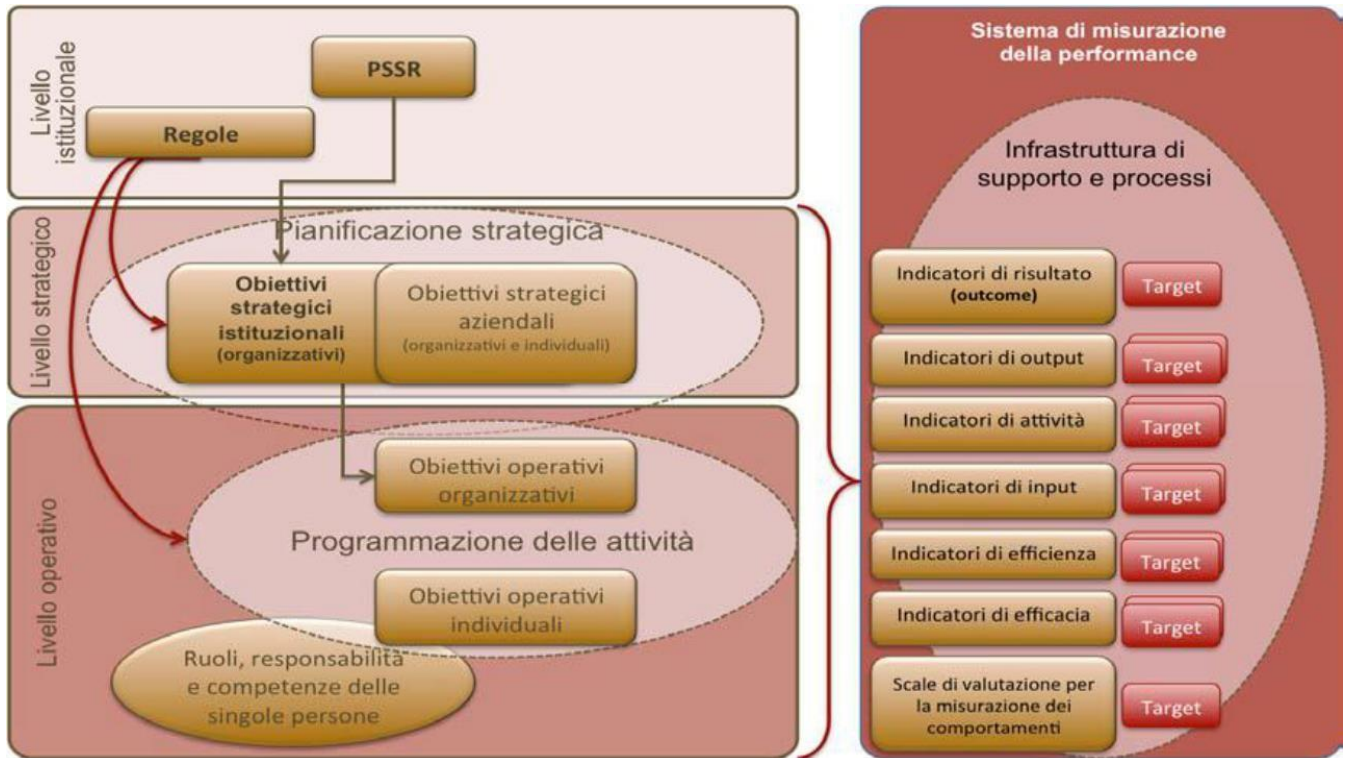 Livello
istituzionale
PSSR
Regole
Livello strategico
Pianificazione strategica
Obiettivi
strategici
istituzionali
(organizzativi)
Obiettivi strategici
aziendali
(organizzativi e individuali)
Livello operativo
Obiettivi operativi
organizzativi
Programmazione delle attività
Obiettivi operativi
individuali
Ruoli, responsabilità
e competenze delle
singole persone
Sistema di misurazione
della performance
Infrastruttura di
supporto e processi
Indicatori di risultato
(outcome)
Target
Indicatori di output
Target
Indicatori di attività
Target
Indicatori di input
Target
Indicatori di efficienza
Target
Indicatori di efficacia
Target
Scale di valutazione per
la misurazione dei
comportamenti
Target